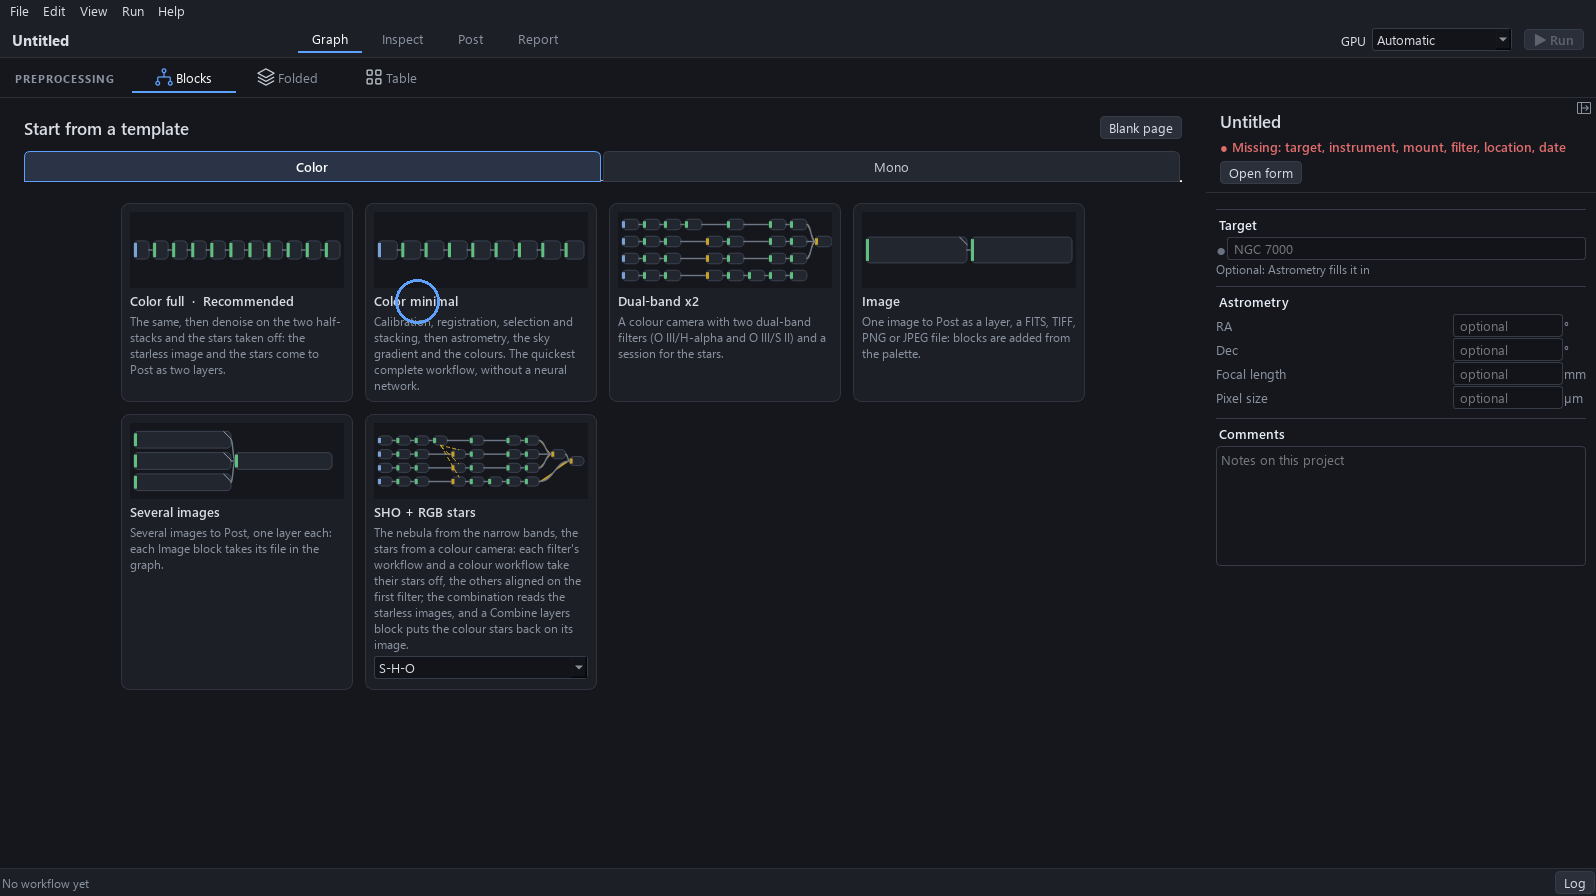 File Edit View Run Help
Untitled
Graph Inspect Post Report
GPU Automatic Run
PREPROCESSING Blocks Folded Table
Start from a template
Blank page
Color
Mono
Color full · Recommended
The same, then denoise on the two half-
stacks and the stars taken off: the
starless image and the stars come to
Post as two layers.
Color minimal
Calibration, registration, selection and
stacking, then astrometry, the sky
gradient and the colours. The quickest
complete workflow, without a neural
network.
Dual-band x2
A colour camera with two dual-band
filters (O III/H-alpha and O III/S II) and a
session for the stars.
Image
One image to Post as a layer, a FITS, TIFF,
PNG or JPEG file: blocks are added from
the palette.
Several images
Several images to Post, one layer each:
each Image block takes its file in the
graph.
SHO + RGB stars
The nebula from the narrow bands, the
stars from a colour camera: each filter's
workflow and a colour workflow take
their stars off, the others aligned on the
first filter; the combination reads the
starless images, and a Combine layers
block puts the colour stars back on its
image.
S-H-O
Untitled
Missing: target, instrument, mount, filter, location, date
Open form
Target
NGC 7000
Optional: Astrometry fills it in
Astrometry
RA optional °
Dec optional °
Focal length optional mm
Pixel size optional µm
Comments
Notes on this project
No workflow yet
Log